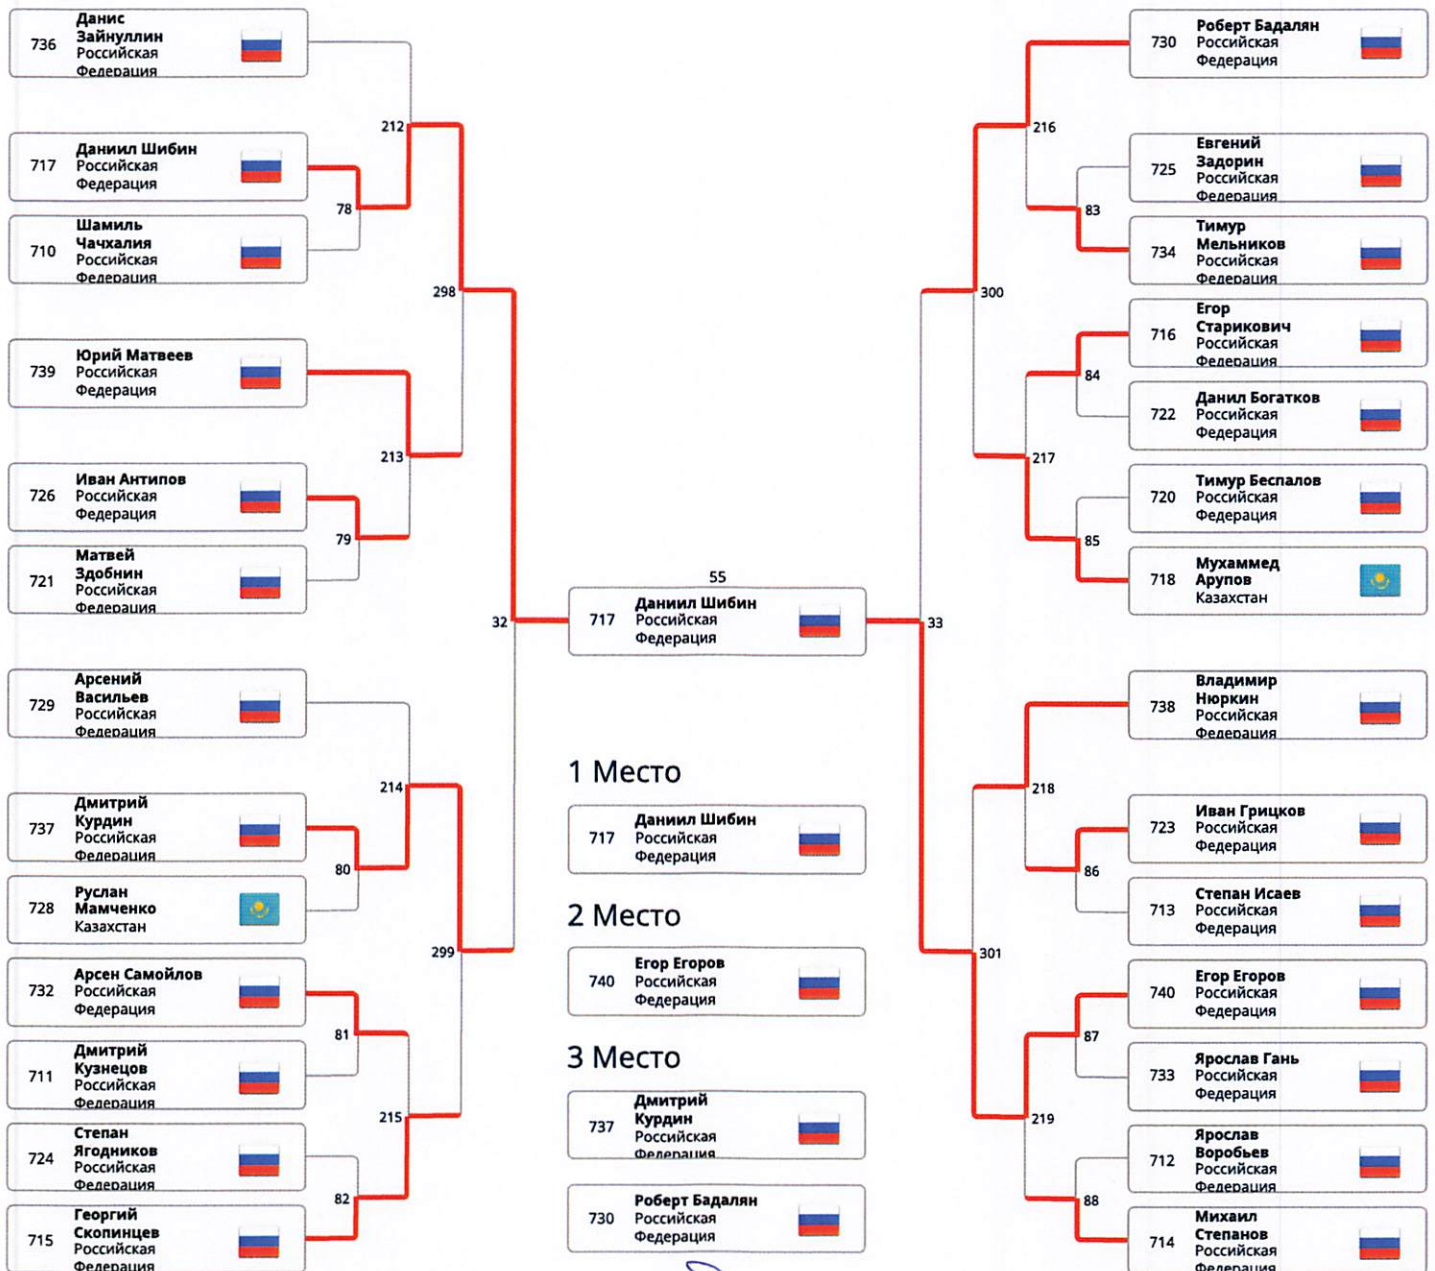 736
Данис
Зайнуллин
Российская
Федерация
212
717
Даниил Шибин
Российская
Федерация
78
710
Шамиль
Чачхалия
Российская
Федерация
298
739
Юрий Матвеев
Российская
Федерация
213
726
Иван Антипов
Российская
Федерация
79
721
Матвей
Здобнин
Российская
Федерация
32
729
Арсений
Васильев
Российская
Федерация
214
737
Дмитрий
Курдин
Российская
Федерация
80
728
Руслан
Мамченко
Казахстан
299
732
Арсен Самойлов
Российская
Федерация
81
711
Дмитрий
Кузнецов
Российская
Федерация
215
724
Степан
Ягодников
Российская
Федерация
82
715
Георгий
Скопинцев
Российская
Федерация
55
717
Даниил Шибин
Российская
Федерация
1 Место
717
Даниил Шибин
Российская
Федерация
2 Место
740
Егор Егоров
Российская
Федерация
3 Место
737
Дмитрий
Курдин
Российская
Федерация
730
Роберт Бадалян
Российская
Федерация
730
Роберт Бадалян
Российская
Федерация
216
725
Евгений
Задорин
Российская
Федерация
83
734
Тимур
Мельников
Российская
Федерация
300
716
Егор
Старикович
Российская
Федерация
84
722
Данил Богатков
Российская
Федерация
217
720
Тимур Беспалов
Российская
Федерация
85
718
Мухаммед
Арупов
Казахстан
33
738
Владимир
Нюркин
Российская
Федерация
218
723
Иван Грицков
Российская
Федерация
86
713
Степан Исаев
Российская
Федерация
301
740
Егор Егоров
Российская
Федерация
87
733
Ярослав Гань
Российская
Федерация
219
712
Ярослав
Воробьев
Российская
Федерация
88
714
Михаил
Степанов
Российская
Федерация